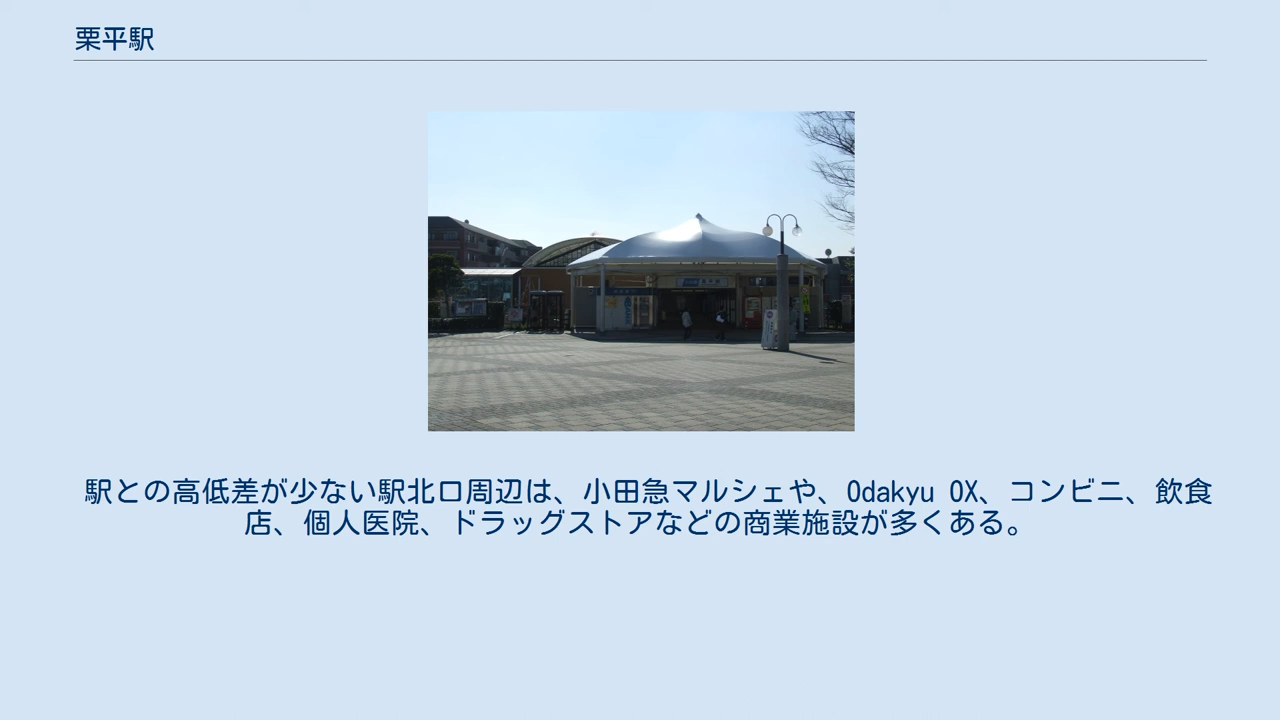 栗平駅
駅との高低差が少ない駅北口周辺は、小田急マルシェや、Odakyu OX、コンビニ、飲食
店、個人医院、ドラッグストアなどの商業施設が多くある。